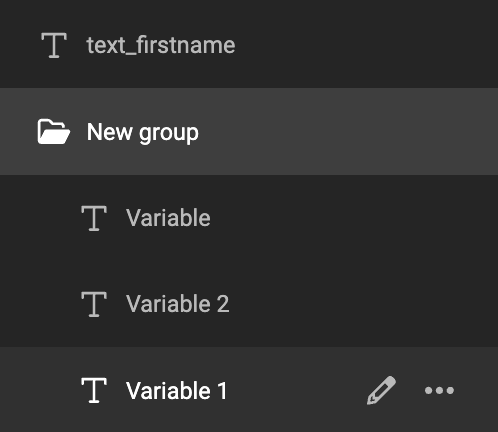 text_firstname
New group
Variable
Variable 2
Variable 1